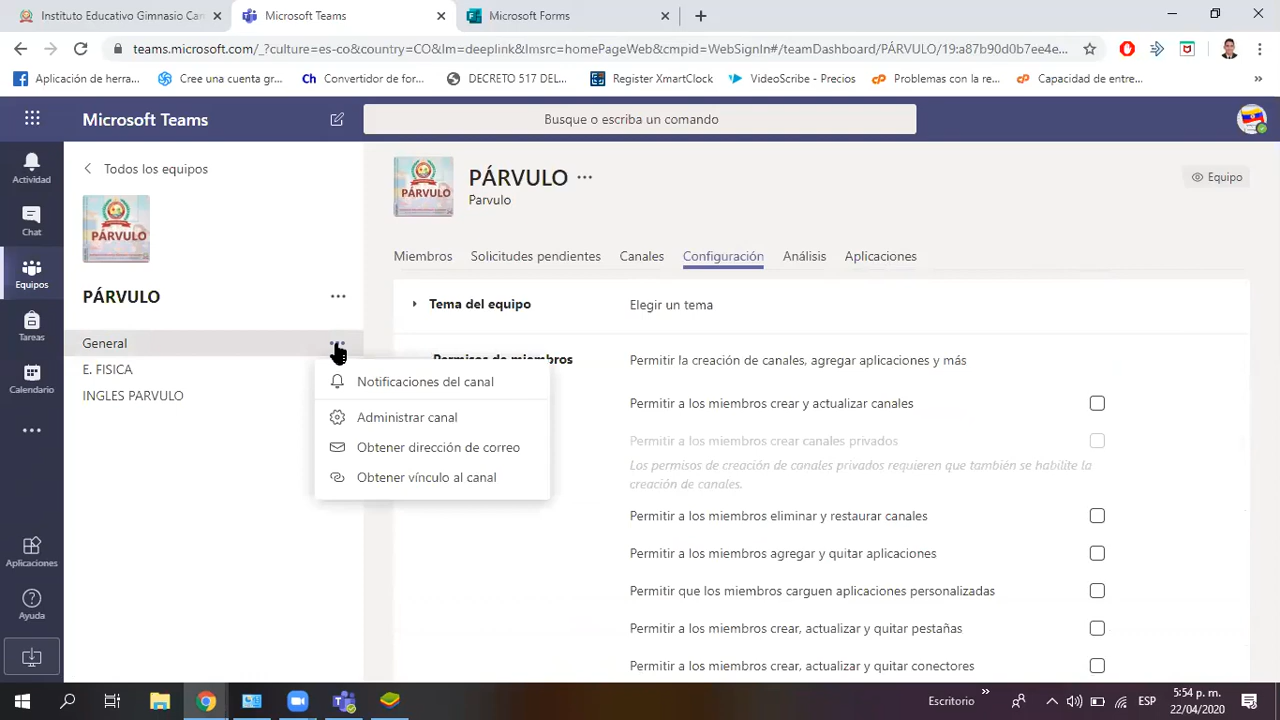 Instituto Educativo Gimnasio Car
Microsoft Teams
Microsoft Forms
teams.microsoft.com/_?culture=es-co&country=CO&lm=deeplink&lmsrc=homePageWeb&cmpid=WebSignIn#/teamDashboard/PÁRVULO/19:a87b90d0b7ee4e...
Aplicación de herra...
Cree una cuenta gr...
Ch Convertidor de for...
DECRETO 517 DEL...
Register XmartClock
VideoScribe - Precios
Problemas con la re...
Capacidad de entre...
»
Microsoft Teams
Busque o escriba un comando
Actividad
Chat
Equipos
Tareas
Calendario
Aplicaciones
Ayuda
Todos los equipos
PÁRVULO
PÁRVULO
General
E. FISICA
INGLES PARVULO
Notificaciones del canal
Administrar canal
Obtener dirección de correo
Obtener vínculo al canal
PÁRVULO
PÁRVULO
Parvulo
Equipo
Miembros
Solicitudes pendientes
Canales
Configuración
Análisis
Aplicaciones
Tema del equipo
Elegir un tema
Permisos de miembros
Permitir la creación de canales, agregar aplicaciones y más
Permitir a los miembros crear y actualizar canales
Permitir a los miembros crear canales privados
Los permisos de creación de canales privados requieren que también se habilite la
creación de canales.
Permitir a los miembros eliminar y restaurar canales
Permitir a los miembros agregar y quitar aplicaciones
Permitir que los miembros carguen aplicaciones personalizadas
Permitir a los miembros crear, actualizar y quitar pestañas
Permitir a los miembros crear, actualizar y quitar conectores
Escritorio
»
ESP
5:54 p. m.
22/04/2020